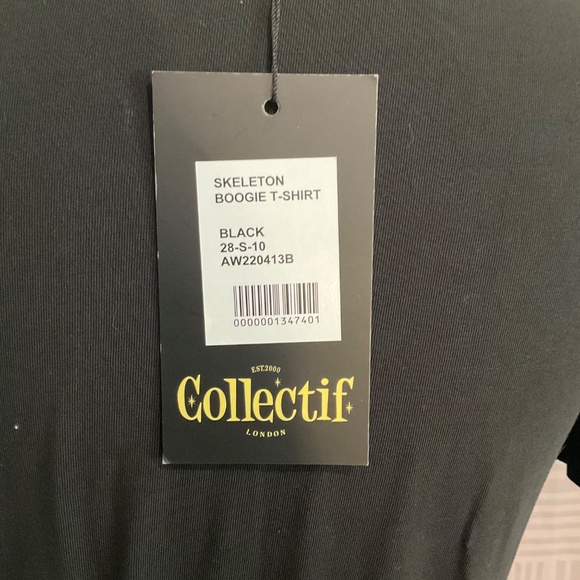 SKELETON
BOOGIE T-SHIRT
BLACK
28-S-10
AW220413B
0000001347401
EST.2000
Collectif
LONDON